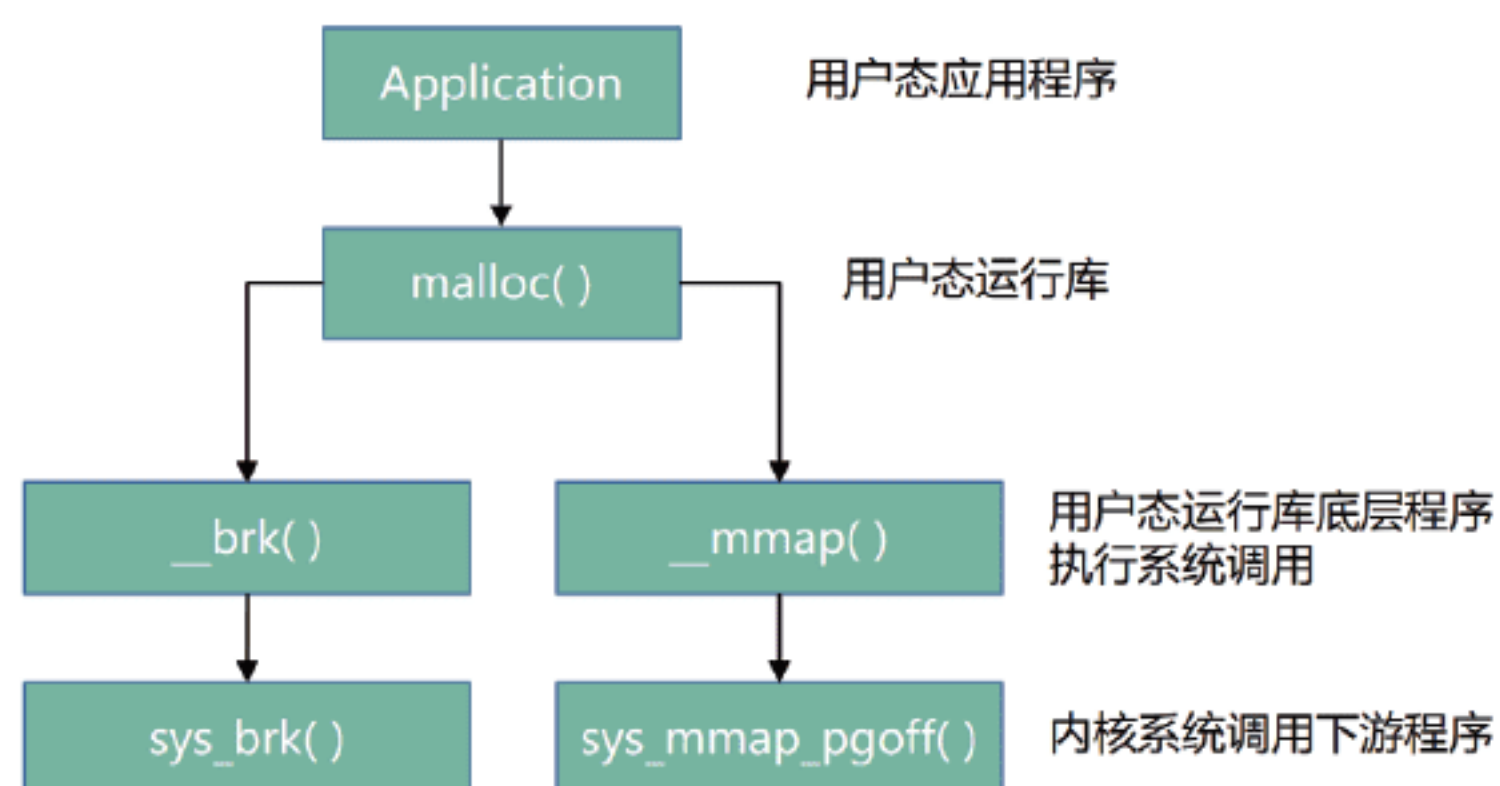 Application
用户态应用程序
malloc( )
用户态运行库
__brk( )
__mmap( )
用户态运行库底层程序
执行系统调用
sys_brk( )
sys_mmap_pgoff( )
内核系统调用下游程序